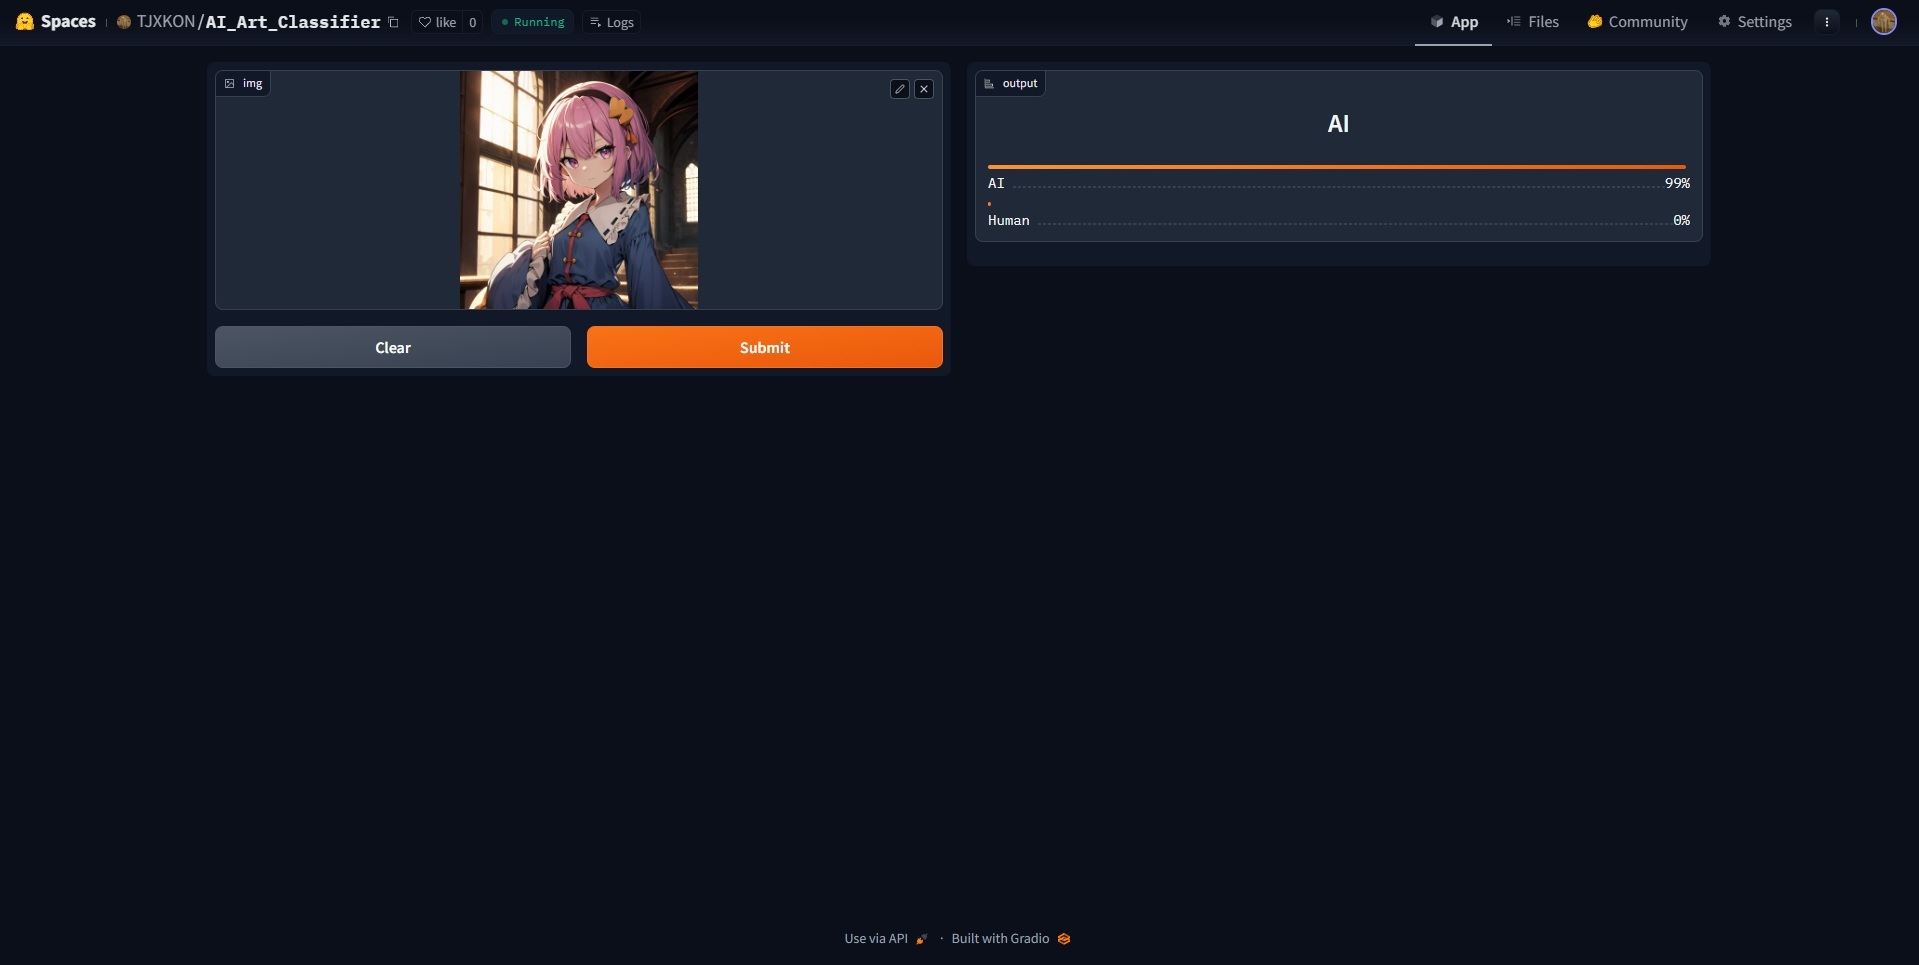 Spaces TJXKON/AI_Art_Classifier like 0 Running Logs App Files Community Settings
img
output
AI
AI 99%
Human 0%
Clear Submit
Use via API · Built with Gradio